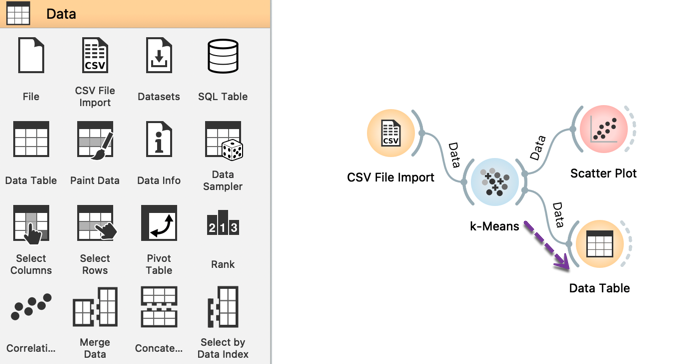 Data
File
CSV File
Import
Datasets
SQL Table
Data Table
Paint Data
Data Info
Data
Sampler
Select
Columns
Select
Rows
Pivot
Table
Rank
Correlati...
Merge
Data
Concate...
Select by
Data Index
CSV
CSV File Import
Data
k-Means
Data
Scatter Plot
Data
Data Table
CSV
SQL
2 1 3